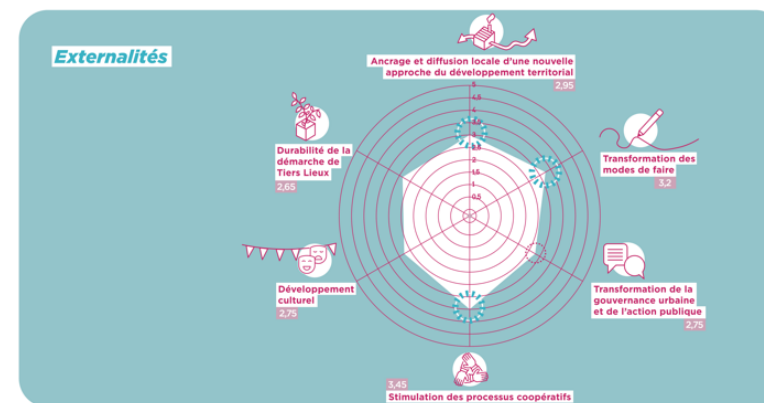 Externalités
Ancrage et diffusion locale d'une nouvelle
approche du développement territorial
2,95
5
4,5
4
3,5
3
2,5
2
1,5
1
0,5
Durabilité de la
démarche de
Tiers Lieux
2,65
Transformation des
modes de faire
3,2
Développement
culturel
2,75
Transformation de la
gouvernance urbaine
et de l'action publique
2,75
3,45
Stimulation des processus coopératifs